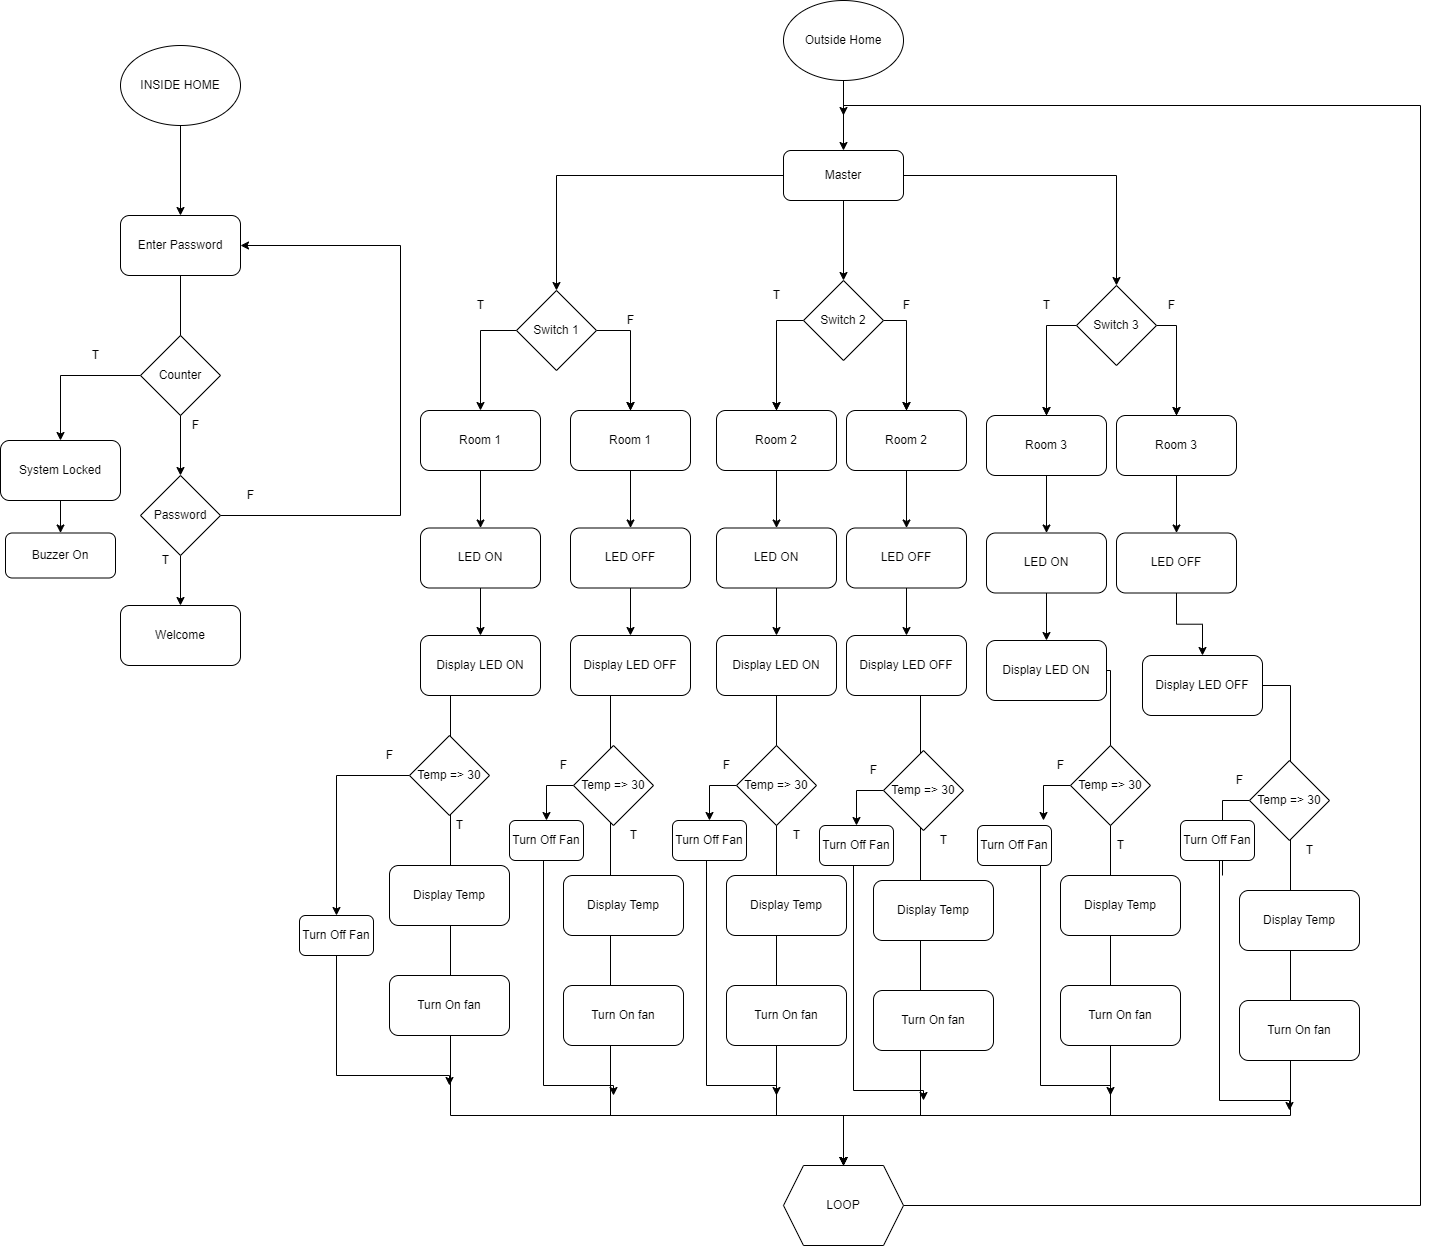 Outside Home
INSIDE HOME
Master
Enter Password
T
F
Switch 1
T
F
Switch 2
T
F
Switch 3
T
Counter
F
System Locked
Buzzer On
Password
F
T
Welcome
Room 1
Room 1
Room 2
Room 2
Room 3
Room 3
LED ON
LED OFF
LED ON
LED OFF
LED ON
LED OFF
Display LED ON
Display LED OFF
Display LED ON
Display LED OFF
Display LED ON
Display LED OFF
F
Temp => 30
T
F
Temp => 30
T
F
Temp => 30
T
F
Temp => 30
T
F
Temp => 30
T
F
Temp => 30
T
Turn Off Fan
Turn Off Fan
Turn Off Fan
Turn Off Fan
Turn Off Fan
Turn Off Fan
Display Temp
Display Temp
Display Temp
Display Temp
Display Temp
Display Temp
Turn On fan
Turn On fan
Turn On fan
Turn On fan
Turn On fan
Turn On fan
LOOP